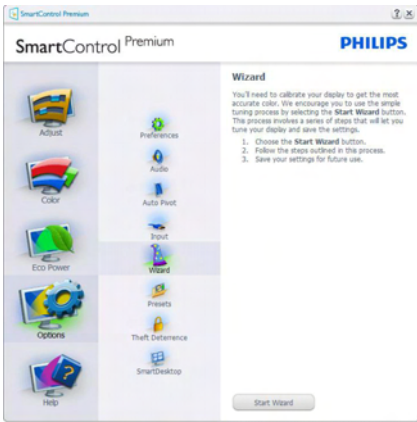 SmartControl Premium
SmartControl Premium
PHILIPS
Adjust
Color
Eco Power
Options
Help
Preferences
Audio
Auto Pivot
Input
Wizard
Presets
Theft Deterrence
SmartDesktop
Wizard
You'll need to calibrate your display to get the most
accurate color. We encourage you to use the simple
tuning process by selecting the Start Wizard button.
This process involves a series of steps that will let you
tune your display and save the settings.
1. Choose the Start Wizard button.
2. Follow the steps outlined in this process.
3. Save your settings for future use.
Start Wizard